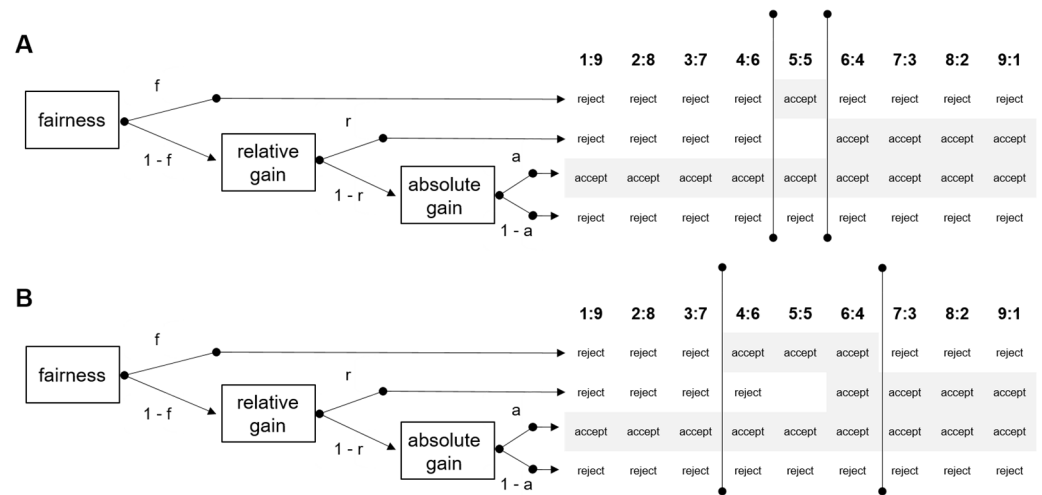 A
1:9 2:8 3:7 4:6 5:5 6:4 7:3 8:2 9:1
f
reject reject reject reject accept reject reject reject reject
fairness
r
reject reject reject reject accept accept accept accept
1 - f
relative
gain
a
accept accept accept accept accept accept accept accept accept
1 - r
absolute
gain
reject reject reject reject reject reject reject reject reject
1 - a
B
1:9 2:8 3:7 4:6 5:5 6:4 7:3 8:2 9:1
f
reject reject reject accept accept accept reject reject reject
fairness
r
reject reject reject reject accept accept accept accept
1 - f
relative
gain
a
accept accept accept accept accept accept accept accept accept
1 - r
absolute
gain
reject reject reject reject reject reject reject reject reject
1 - a